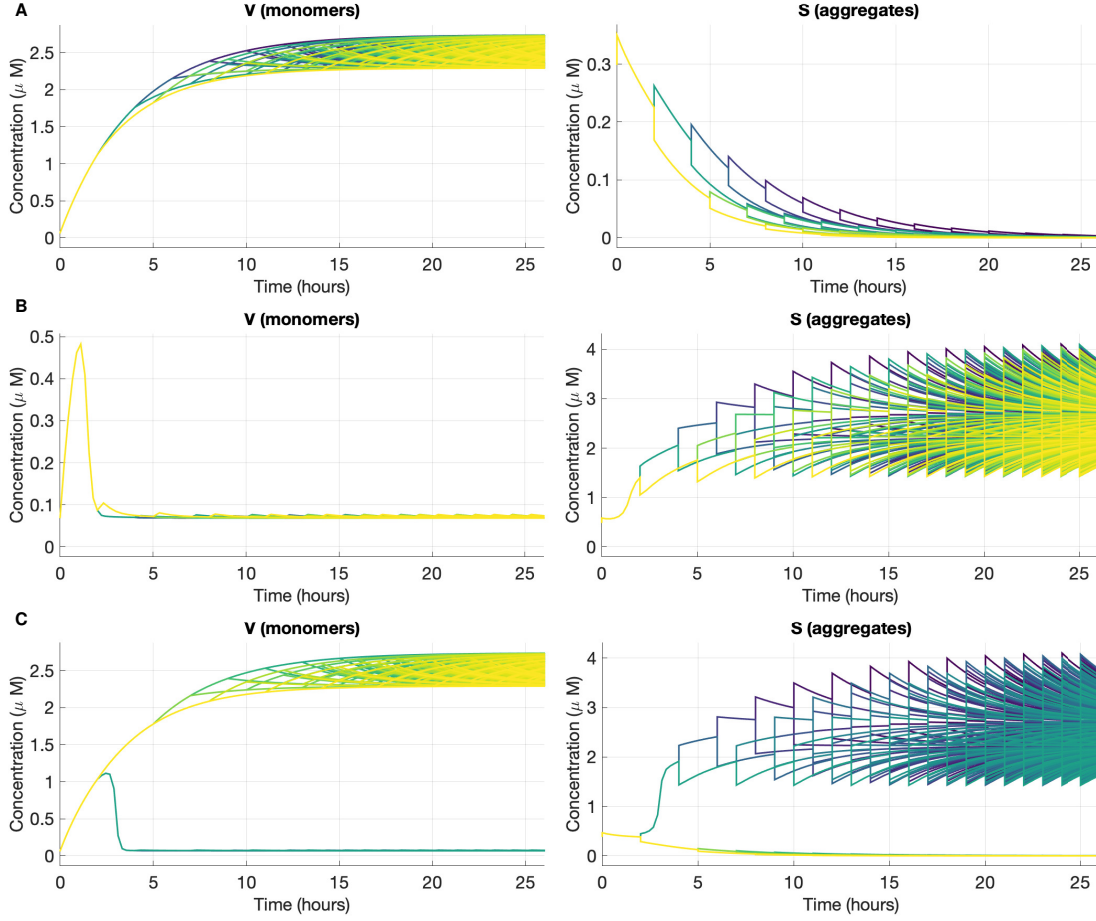 A
V (monomers)
S (aggregates)
Concentration (μ M)
2.5
2
1.5
1
0.5
0
0 5 10 15 20 25
Time (hours)
Concentration (μ M)
0.3
0.2
0.1
0
0 5 10 15 20 25
Time (hours)
B
V (monomers)
S (aggregates)
Concentration (μ M)
0.5
0.4
0.3
0.2
0.1
0
0 5 10 15 20 25
Time (hours)
Concentration (μ M)
4
3
2
1
0
0 5 10 15 20 25
Time (hours)
C
V (monomers)
S (aggregates)
Concentration (μ M)
2.5
2
1.5
1
0.5
0
0 5 10 15 20 25
Time (hours)
Concentration (μ M)
4
3
2
1
0
0 5 10 15 20 25
Time (hours)